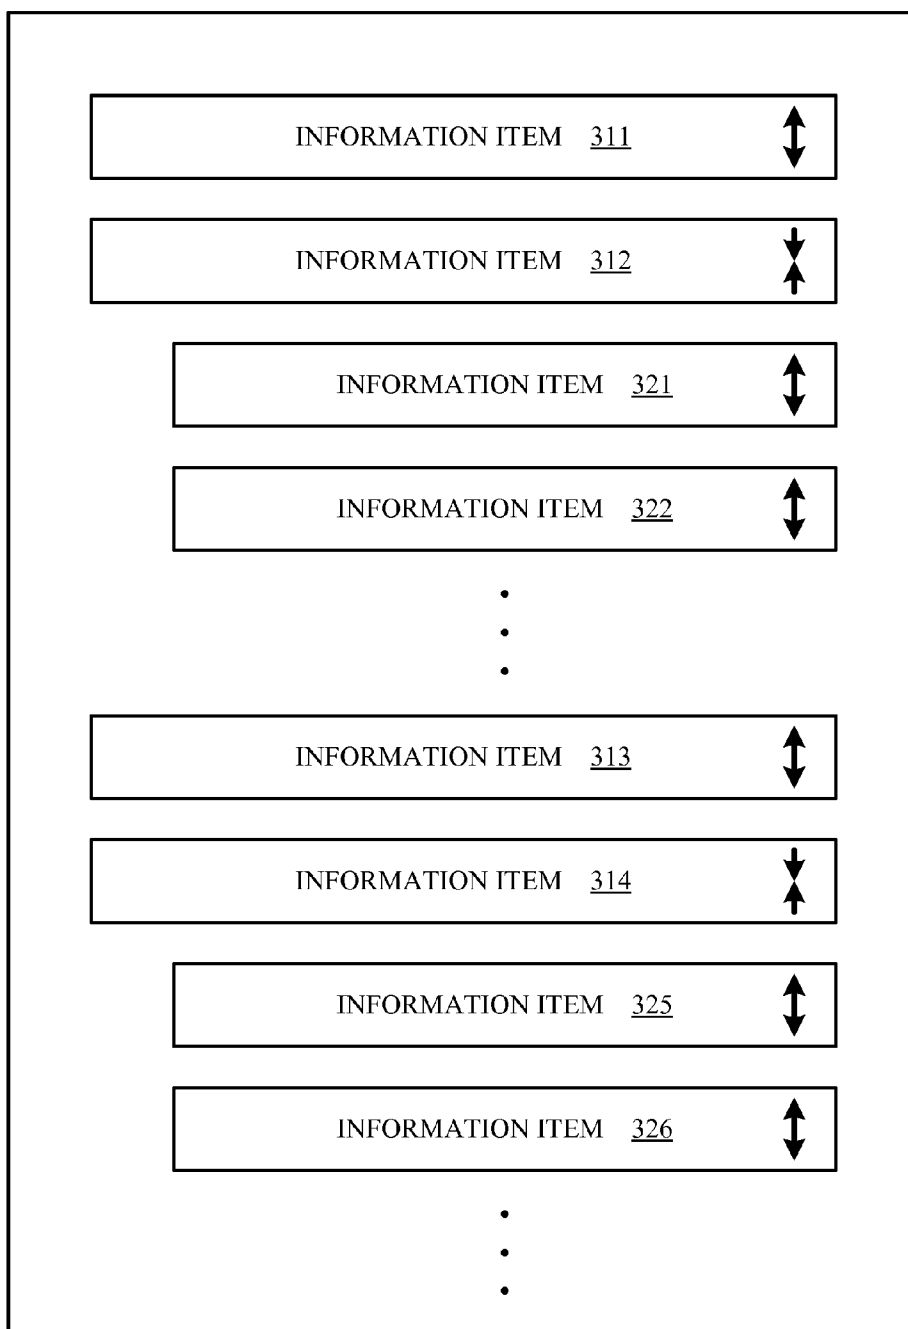 INFORMATION ITEM 311
INFORMATION ITEM 312
INFORMATION ITEM 321
INFORMATION ITEM 322
INFORMATION ITEM 313
INFORMATION ITEM 314
INFORMATION ITEM 325
INFORMATION ITEM 326